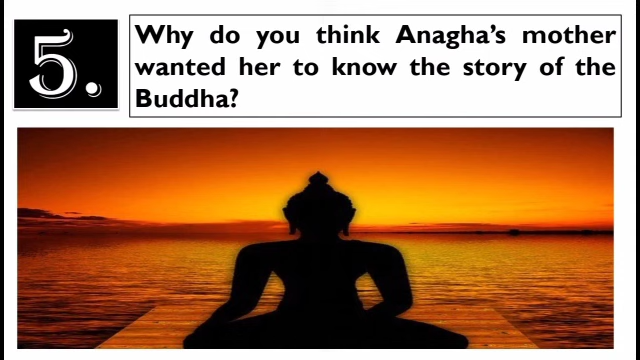 5.
Why do you think Anagha's mother
wanted her to know the story of the
Buddha?